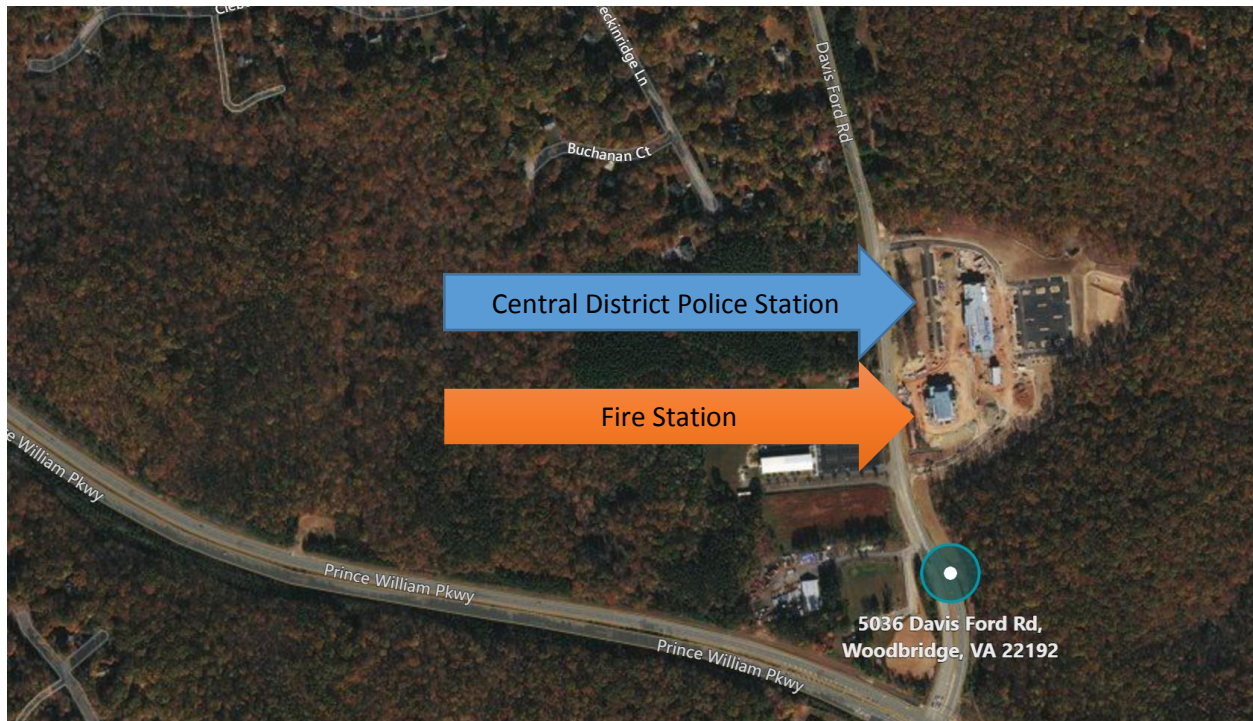 Buchanan Ct
Davis Ford Rd
Central District Police Station
Fire Station
Prince William Pkwy
Prince William Pkwy
5036 Davis Ford Rd,
Woodbridge, VA 22192
William Pkwy
Ln